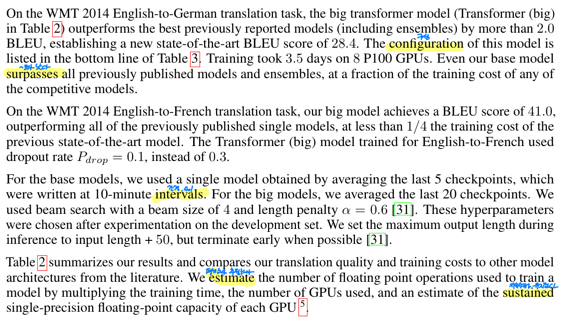 On the WMT 2014 English-to-German translation task, the big transformer model (Transformer (big)
in Table 2) outperforms the best previously reported models (including ensembles) by more than 2.0
BLEU, establishing a new state-of-the-art BLEU score of 28.4. The configuration of this model is
listed in the bottom line of Table 3. Training took 3.5 days on 8 P100 GPUs. Even our base model
surpasses all previously published models and ensembles, at a fraction of the training cost of any of
the competitive models.
On the WMT 2014 English-to-French translation task, our big model achieves a BLEU score of 41.0,
outperforming all of the previously published single models, at less than 1/4 the training cost of the
previous state-of-the-art model. The Transformer (big) model trained for English-to-French used
dropout rate P_drop = 0.1, instead of 0.3.
For the base models, we used a single model obtained by averaging the last 5 checkpoints, which
were written at 10-minute intervals. For the big models, we averaged the last 20 checkpoints. We
used beam search with a beam size of 4 and length penalty α = 0.6 [31]. These hyperparameters
were chosen after experimentation on the development set. We set the maximum output length during
inference to input length + 50, but terminate early when possible [31].
Table 2 summarizes our results and compares our translation quality and training costs to other model
architectures from the literature. We estimate the number of floating point operations used to train a
model by multiplying the training time, the number of GPUs used, and an estimate of the sustained
single-precision floating-point capacity of each GPU 5.